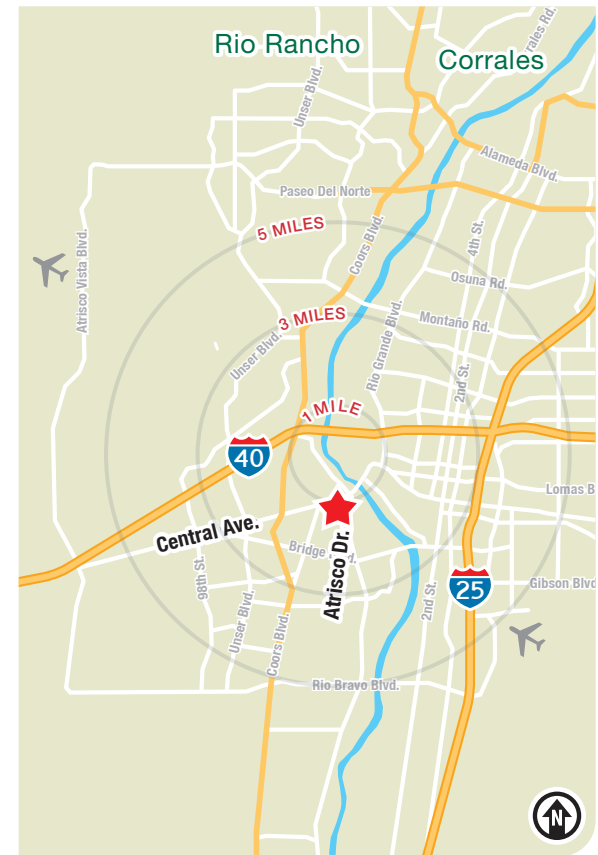 Rio Rancho
Corrales
rales Rd.
Unser Blvd.
Alameda Blvd.
Paseo Del Norte
5 MILES
Coors Blvd.
4th St.
Atrisco Vista Blvd.
Osuna Rd.
3 MILES
Montaño Rd.
Rio Grande Blvd.
Unser Blvd.
2nd St.
1 MILE
40
Lomas B
Central Ave.
Bridge
Atrisco Dr.
98th St.
25
Gibson Blvd
2nd St.
Unser Blvd.
Coors Blvd.
Rio Bravo Blvd.
N